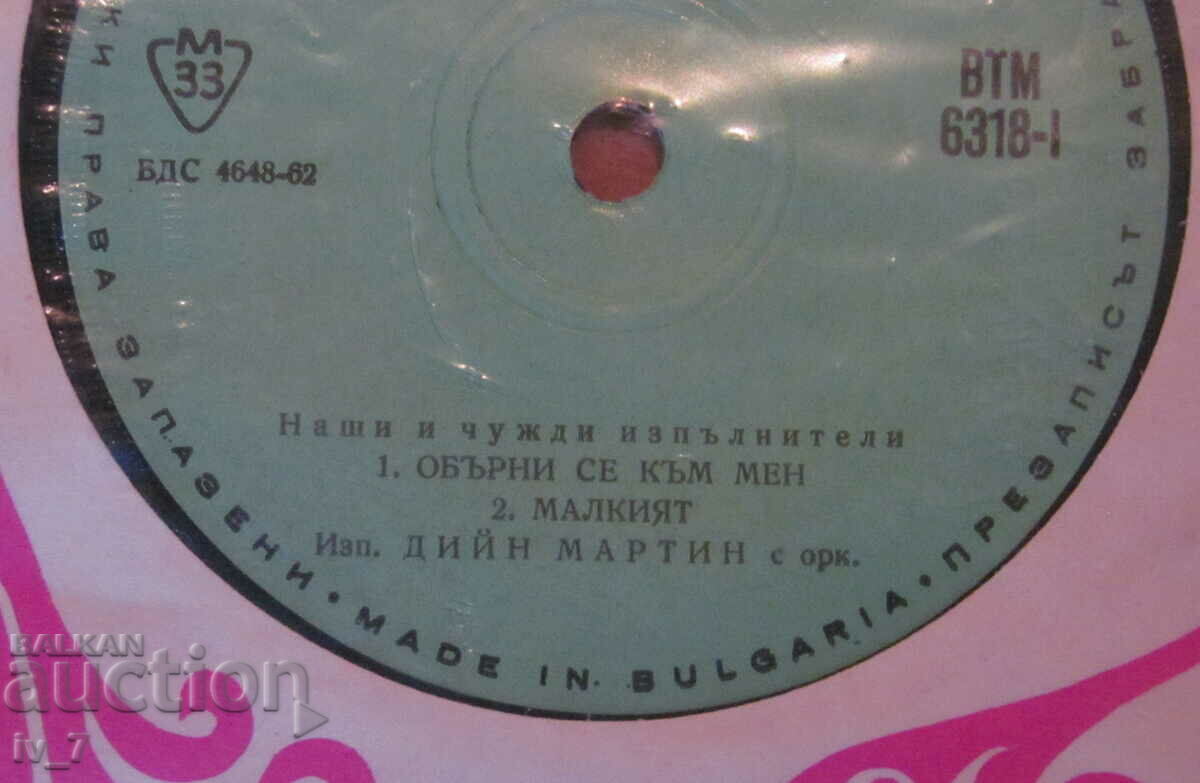 М
33
БДС 4648-62
ВТМ
6318-I
Наши и чужди изпълнители
1. ОБЪРНИ СЕ КЪМ МЕН
2. МАЛКИЯТ
Изп. ДИЙН МАРТИН с орк.
КИ ПРАВА ЗАПАЗЕНИ • MADE IN BULGARIA • ПРЕЗАПИСЪТ ЗАБРА
BALKAN
auction
iv_7